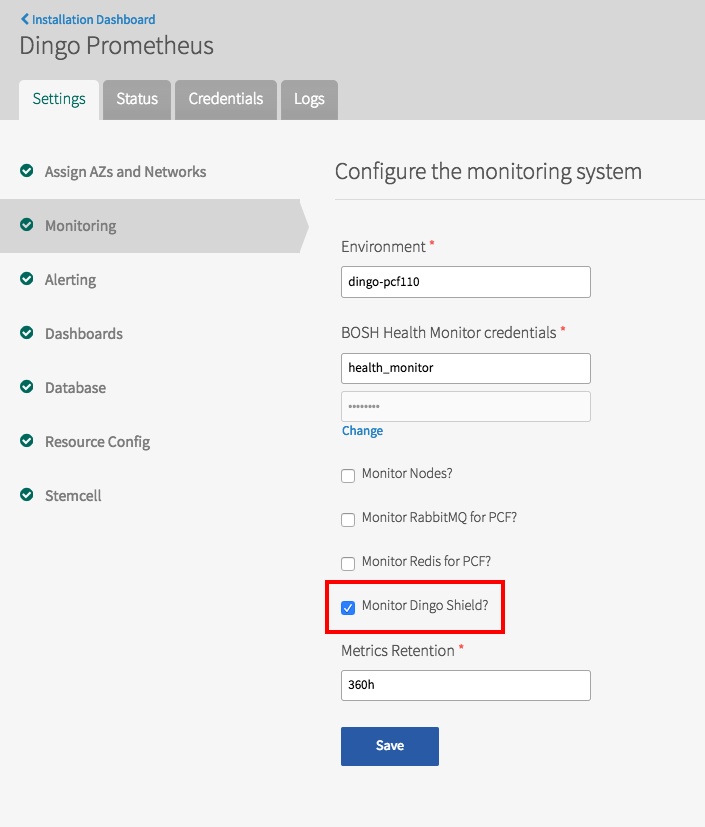 Installation Dashboard
Dingo Prometheus
Settings
Status
Credentials
Logs
Assign AZs and Networks
Monitoring
Alerting
Dashboards
Database
Resource Config
Stemcell
Configure the monitoring system
Environment *
dingo-pcf110
BOSH Health Monitor credentials *
health_monitor
••••••••
Change
Monitor Nodes?
Monitor RabbitMQ for PCF?
Monitor Redis for PCF?
Monitor Dingo Shield?
Metrics Retention *
360h
Save